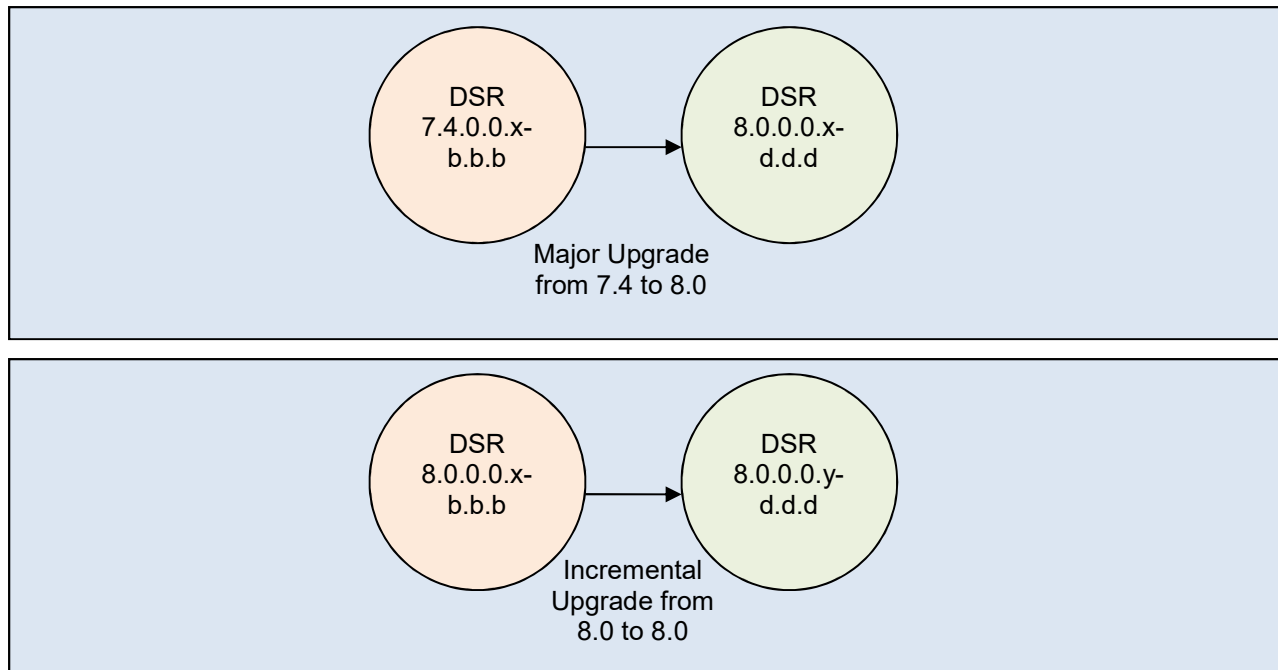 DSR
7.4.0.0.x-
b.b.b
DSR
8.0.0.0.x-
d.d.d
Major Upgrade
from 7.4 to 8.0
DSR
8.0.0.0.x-
b.b.b
DSR
8.0.0.0.y-
d.d.d
Incremental
Upgrade from
8.0 to 8.0